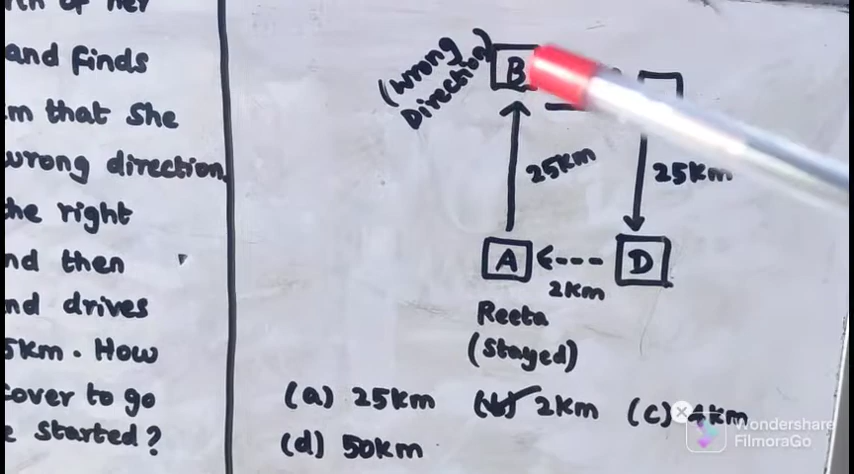 and finds
m that she
wrong direction
he right
nd then
nd drives
5km. How
cover to go
e started?
(Wrong
Direction)
B
25km
25km
A
D
2km
Reeta
(Stayed)
(a) 25km (b) 2km (c) 4km
(d) 50km
Wondershare
FilmoraGo